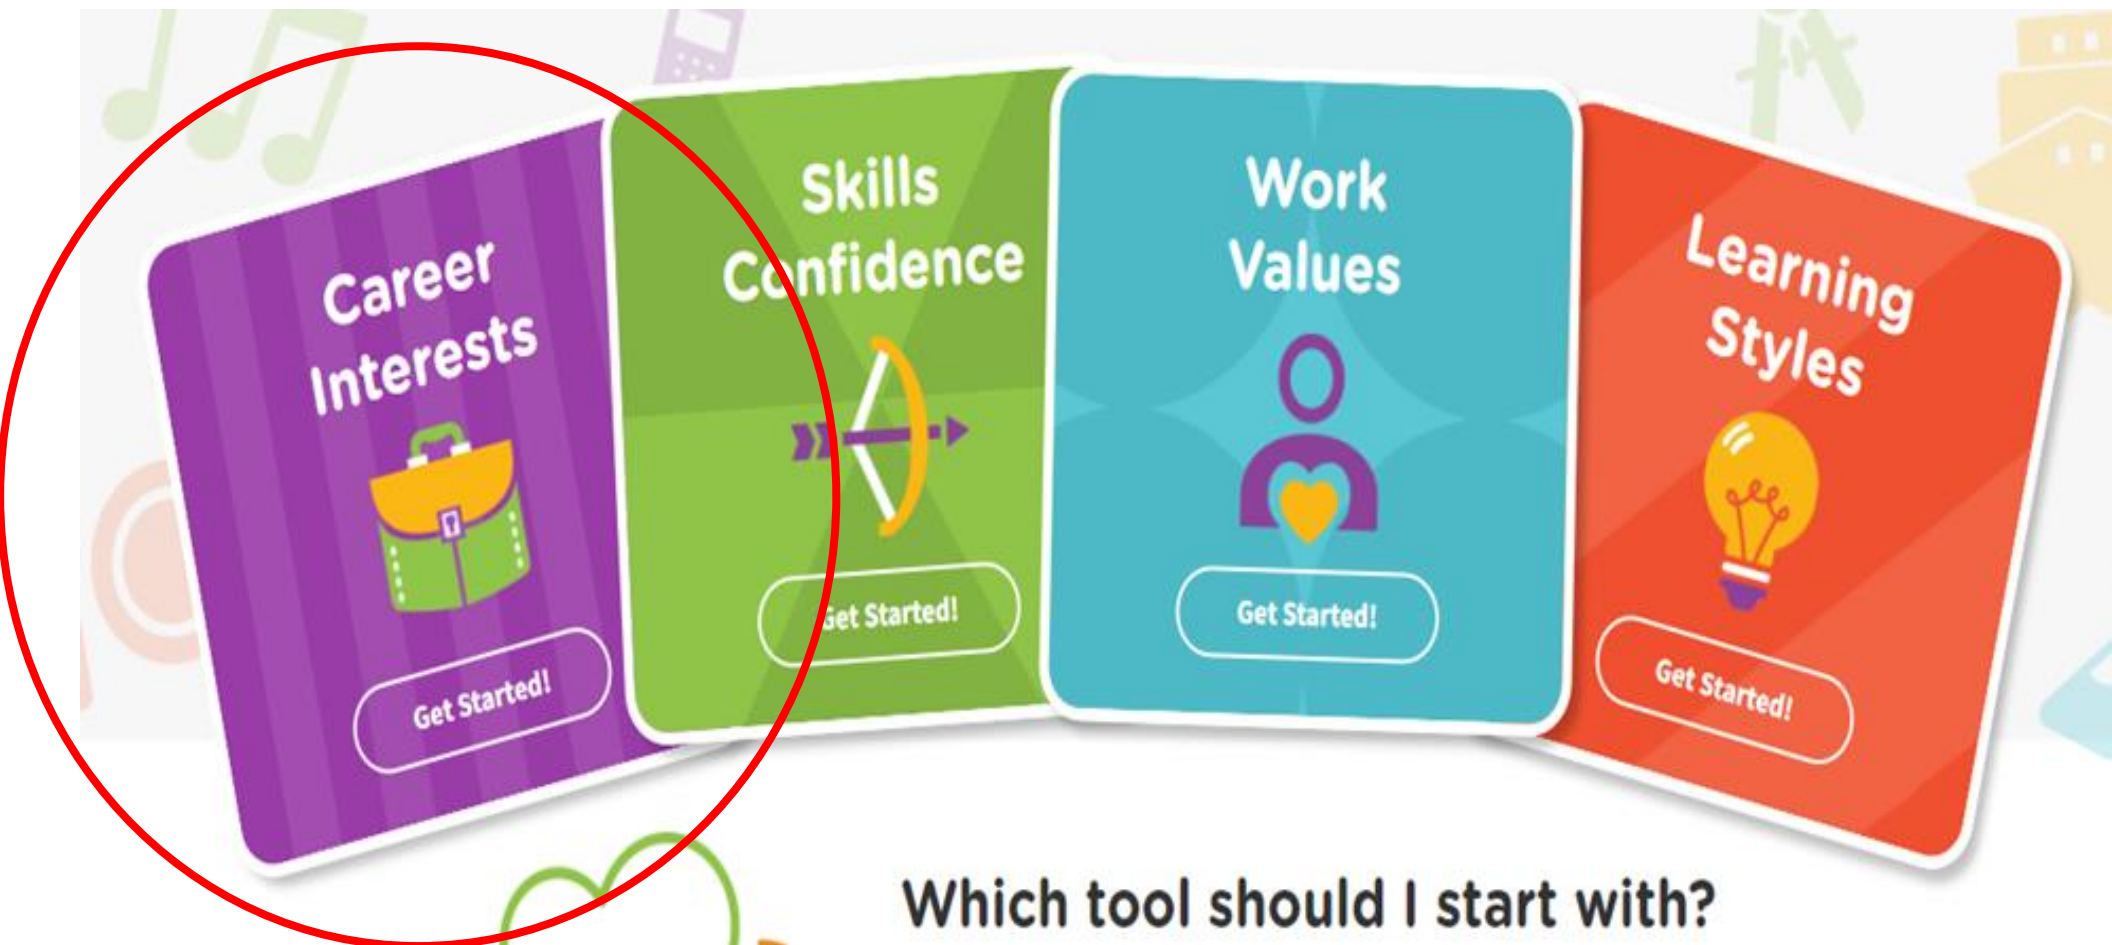 Career
Interests
Get Started!
Skills
Confidence
Get Started!
Work
Values
Get Started!
Learning
Styles
Get Started!
Which tool should I start with?